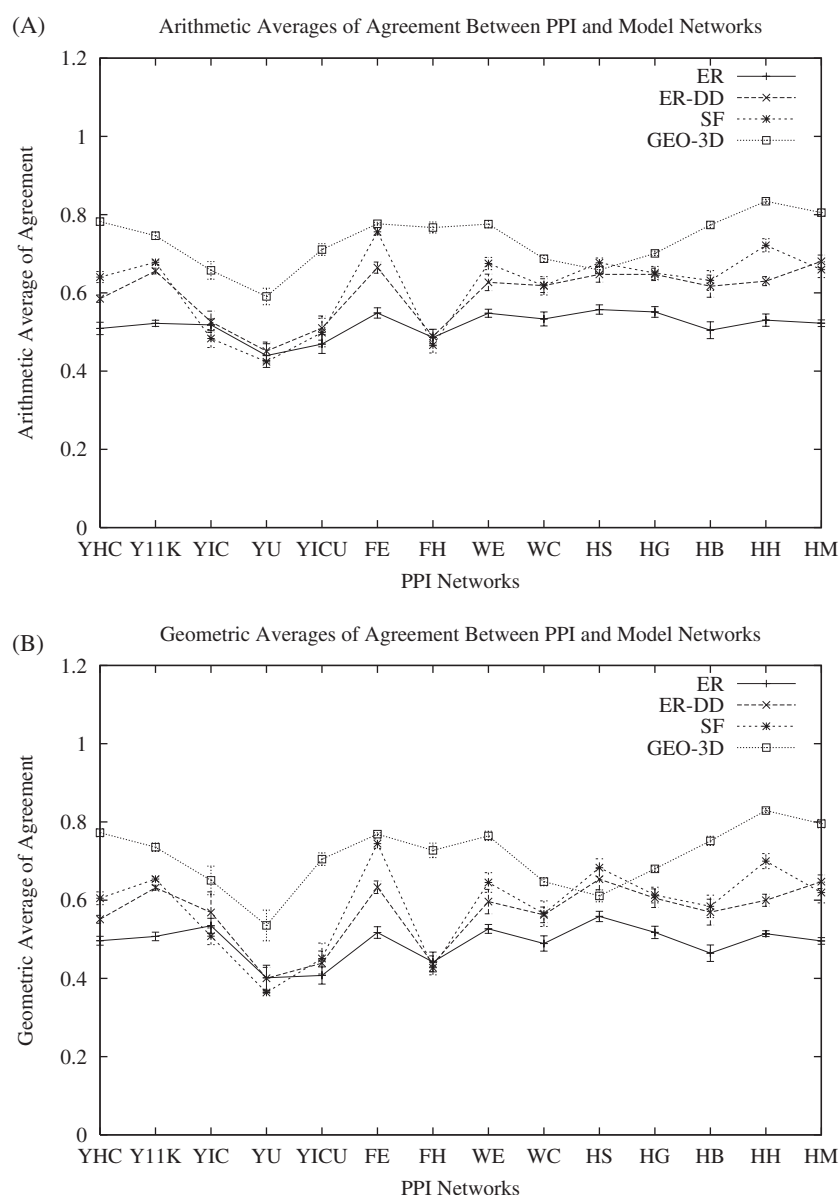 (A)
Arithmetic Averages of Agreement Between PPI and Model Networks
1.2
1
0.8
0.6
0.4
0.2
0
Arithmetic Average of Agreement
ER
ER-DD
SF
GEO-3D
YHC Y11K YIC YU YICU FE FH WE WC HS HG HB HH HM
PPI Networks
(B)
Geometric Averages of Agreement Between PPI and Model Networks
1.2
1
0.8
0.6
0.4
0.2
0
Geometric Average of Agreement
ER
ER-DD
SF
GEO-3D
YHC Y11K YIC YU YICU FE FH WE WC HS HG HB HH HM
PPI Networks